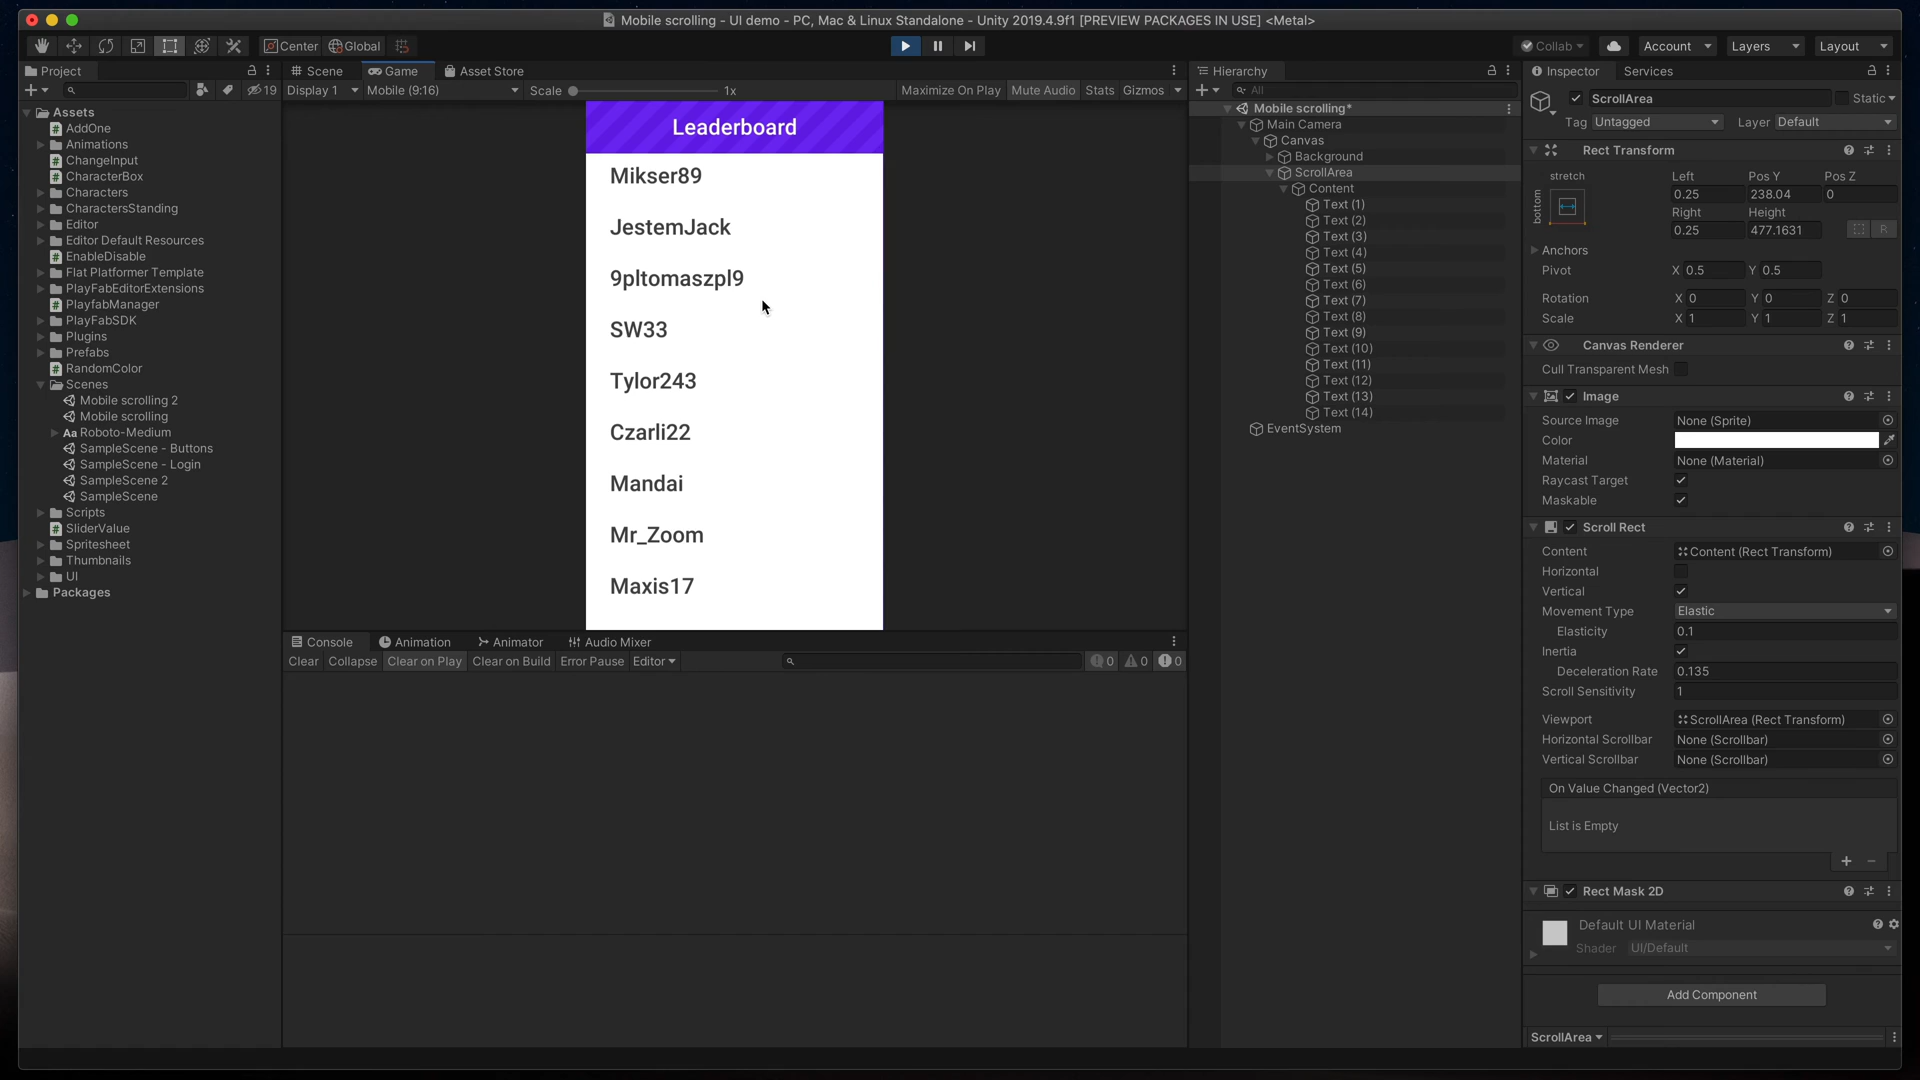 Mobile scrolling - UI demo - PC, Mac & Linux Standalone - Unity 2019.4.9f1 [PREVIEW PACKAGES IN USE] <Metal>
Center Global
Collab Account Layers Layout
Project
19
Assets
AddOne
Animations
ChangeInput
CharacterBox
Characters
CharactersStanding
Editor
Editor Default Resources
EnableDisable
Flat Platformer Template
PlayFabEditorExtensions
PlayfabManager
PlayFabSDK
Plugins
Prefabs
RandomColor
Scenes
Mobile scrolling 2
Mobile scrolling
Aa Roboto-Medium
SampleScene - Buttons
SampleScene - Login
SampleScene 2
SampleScene
Scripts
SliderValue
Spritesheet
Thumbnails
UI
Packages
Scene Game Asset Store
Display 1 Mobile (9:16) Scale 1x Maximize On Play Mute Audio Stats Gizmos
Leaderboard
Mikser89
JestemJack
9pltomaszpl9
SW33
Tylor243
Czarli22
Mandai
Mr_Zoom
Maxis17
Console Animation Animator Audio Mixer
Clear Collapse Clear on Play Clear on Build Error Pause Editor 0 0 0
Hierarchy
All
Mobile scrolling*
Main Camera
Canvas
Background
ScrollArea
Content
Text (1)
Text (2)
Text (3)
Text (4)
Text (5)
Text (6)
Text (7)
Text (8)
Text (9)
Text (10)
Text (11)
Text (12)
Text (13)
Text (14)
EventSystem
Inspector Services
ScrollArea Static
Tag Untagged Layer Default
Rect Transform
stretch Left Pos Y Pos Z
bottom 0.25 238.04 0
Right Height
0.25 477.1631 R
Anchors
Pivot X 0.5 Y 0.5
Rotation X 0 Y 0 Z 0
Scale X 1 Y 1 Z 1
Canvas Renderer
Cull Transparent Mesh
Image
Source Image None (Sprite)
Color
Material None (Material)
Raycast Target
Maskable
Scroll Rect
Content Content (Rect Transform)
Horizontal
Vertical
Movement Type Elastic
Elasticity 0.1
Inertia
Deceleration Rate 0.135
Scroll Sensitivity 1
Viewport ScrollArea (Rect Transform)
Horizontal Scrollbar None (Scrollbar)
Vertical Scrollbar None (Scrollbar)
On Value Changed (Vector2)
List is Empty
Rect Mask 2D
Default UI Material
Shader UI/Default
Add Component
ScrollArea